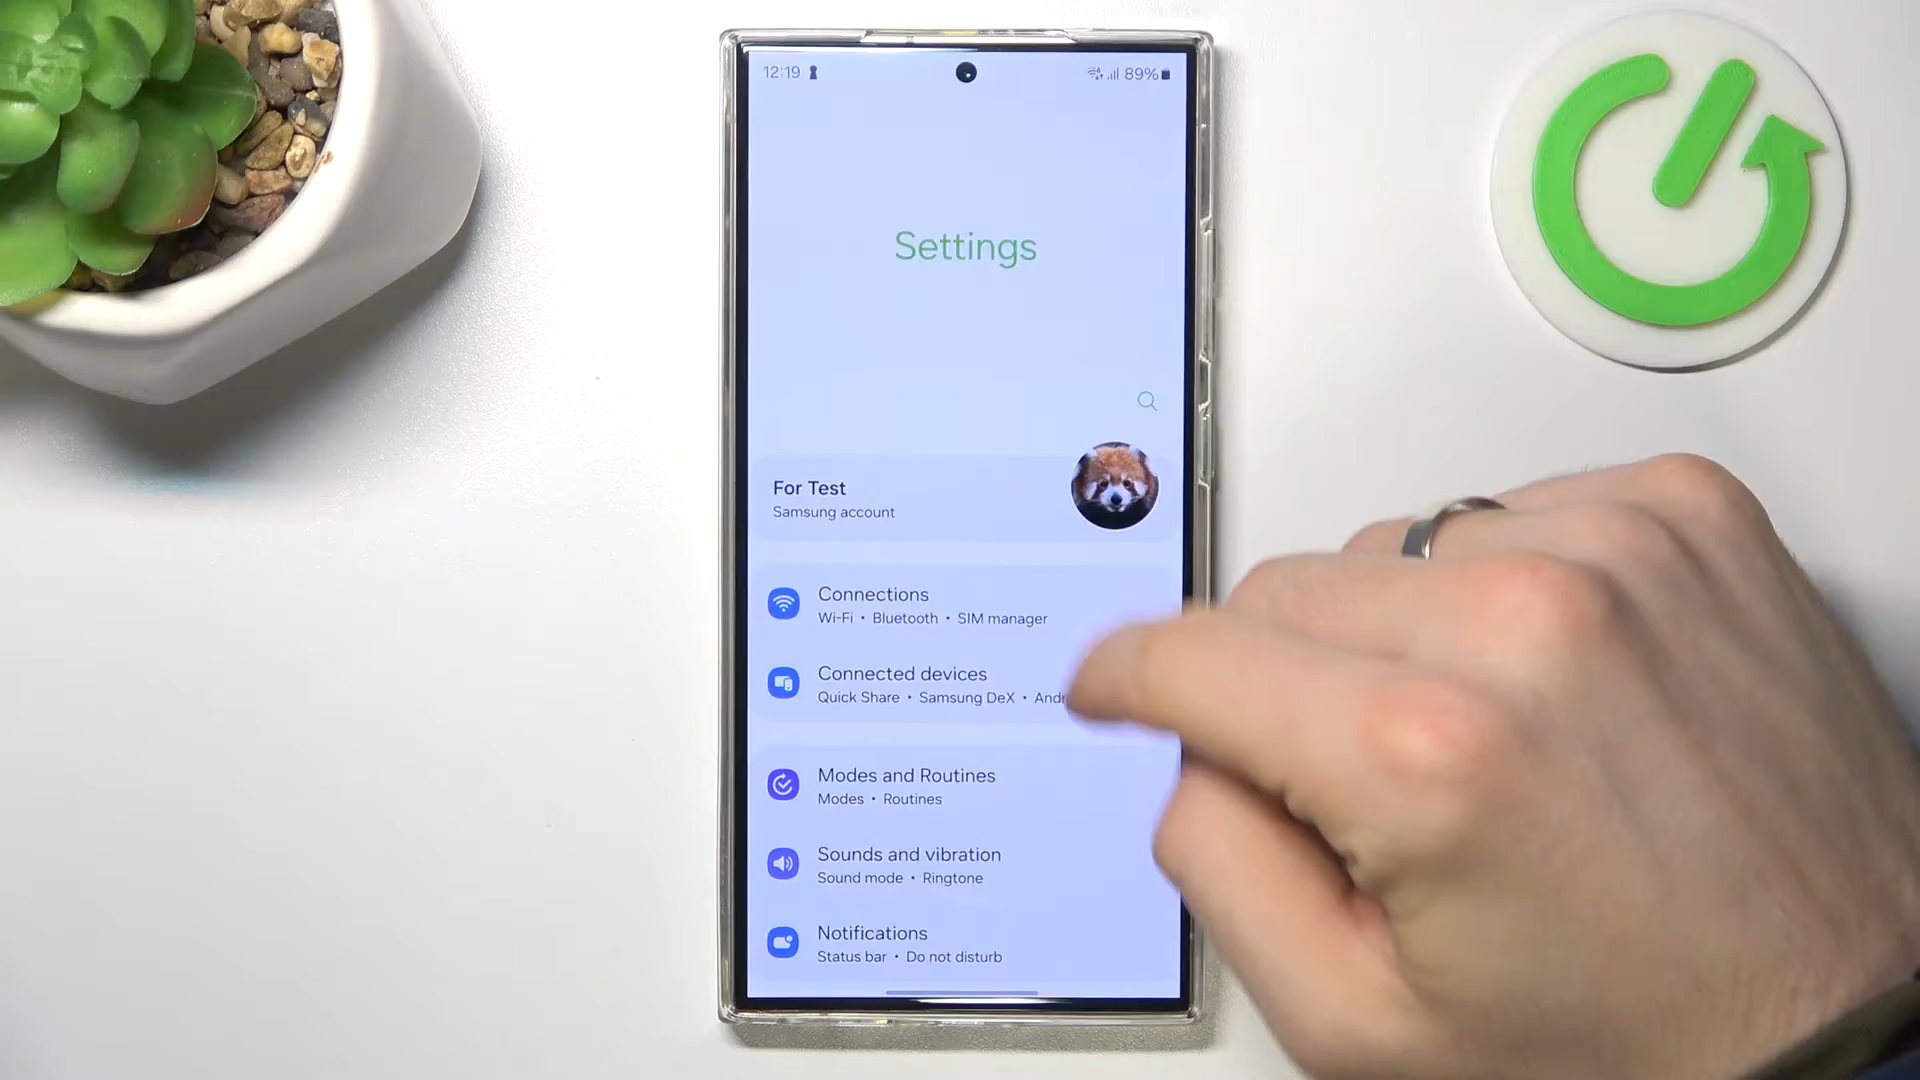 12:19
89%
Settings
For Test
Samsung account
Connections
Wi-Fi • Bluetooth • SIM manager
Connected devices
Quick Share • Samsung DeX •
Modes and Routines
Modes • Routines
Sounds and vibration
Sound mode • Ringtone
Notifications
Status bar • Do not disturb